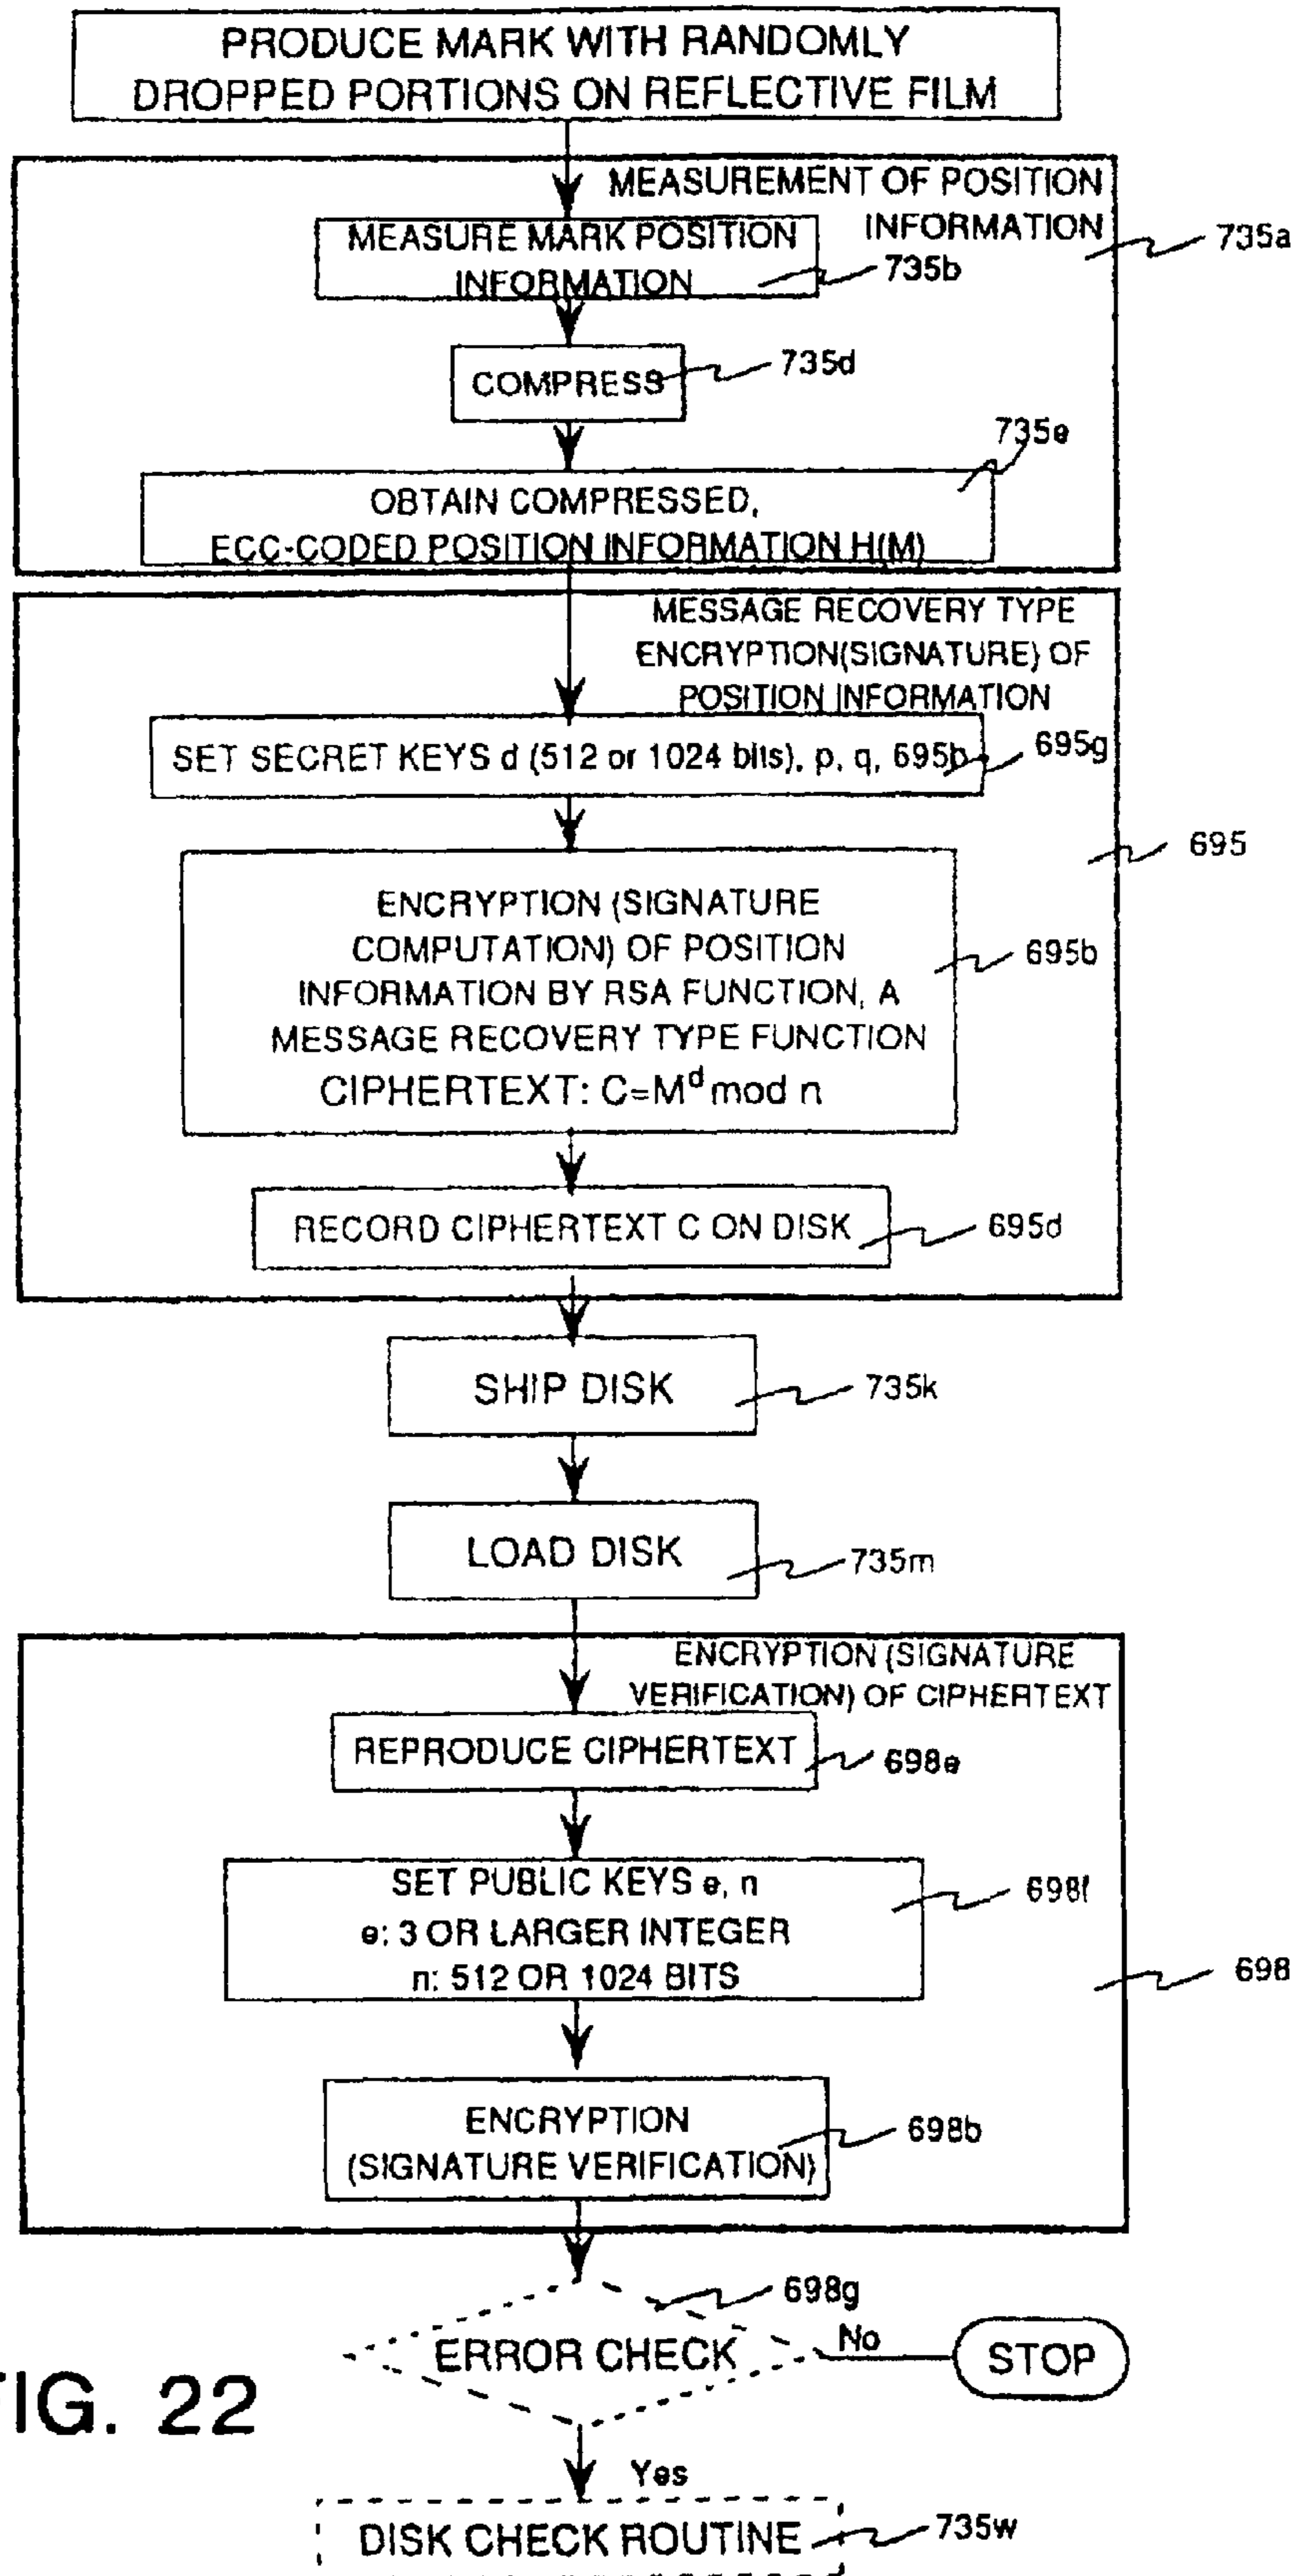 PRODUCE MARK WITH RANDOMLY
DROPPED PORTIONS ON REFLECTIVE FILM
MEASUREMENT OF POSITION
INFORMATION
735a
MEASURE MARK POSITION
INFORMATION
735b
COMPRESS
735d
735e
OBTAIN COMPRESSED,
ECC-CODED POSITION INFORMATION H(M)
MESSAGE RECOVERY TYPE
ENCRYPTION(SIGNATURE) OF
POSITION INFORMATION
SET SECRET KEYS d (512 or 1024 bits), p, q, 695b
695g
695
ENCRYPTION (SIGNATURE
COMPUTATION) OF POSITION
INFORMATION BY RSA FUNCTION, A
MESSAGE RECOVERY TYPE FUNCTION
CIPHERTEXT: C=M^d mod n
695b
RECORD CIPHERTEXT C ON DISK
695d
SHIP DISK
735k
LOAD DISK
735m
ENCRYPTION (SIGNATURE
VERIFICATION) OF CIPHERTEXT
REPRODUCE CIPHERTEXT
698e
SET PUBLIC KEYS e, n
e: 3 OR LARGER INTEGER
n: 512 OR 1024 BITS
698f
698
ENCRYPTION
(SIGNATURE VERIFICATION)
698b
698g
ERROR CHECK
No
STOP
FIG. 22
Yes
DISK CHECK ROUTINE
735w